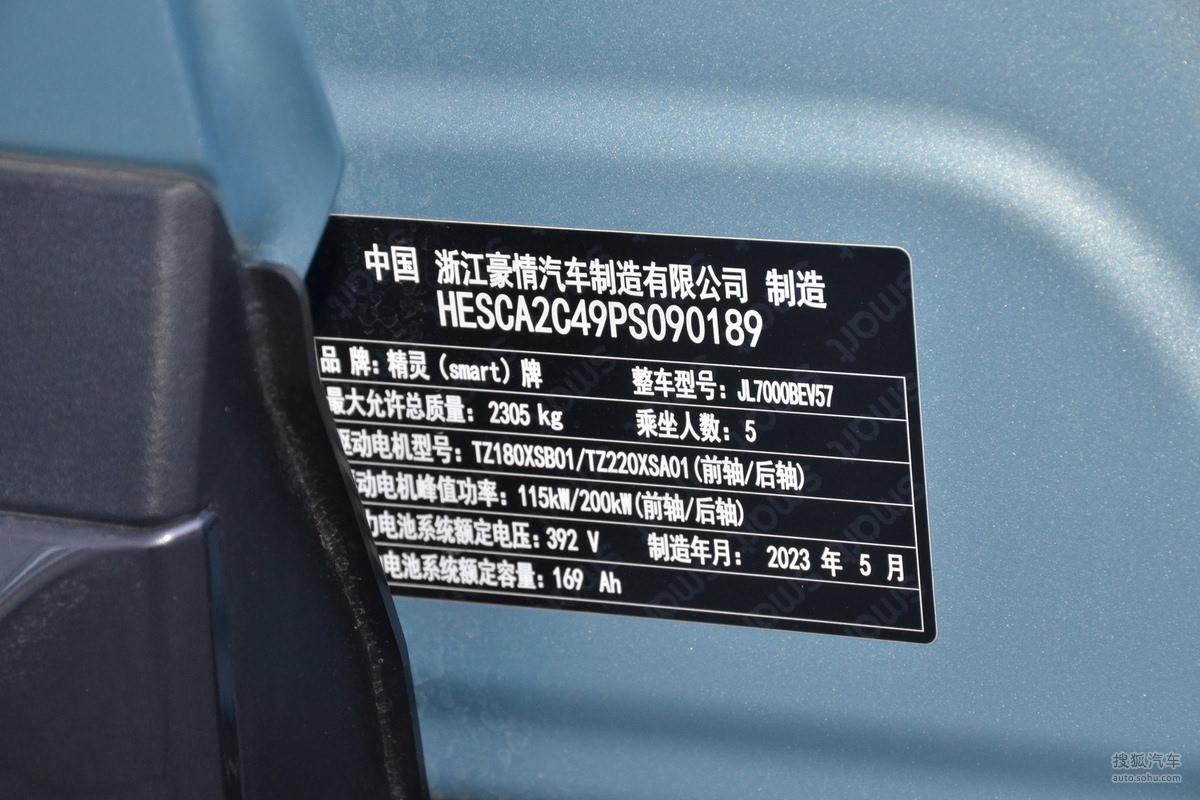 中国 浙江豪情汽车制造有限公司 制造
HESCA2C49PS090189
品 牌：精灵（smart）牌 整车型号：JL7000BEV57
最大允许总质量：2305 kg 乘坐人数：5
驱动电机型号：TZ180XSB01/TZ220XSA01(前轴/后轴)
动电机峰值功率：115kW/200kW(前轴/后轴)
力电池系统额定电压：392 V 制造年月： 2023 年 5 月
电池系统额定容量：169 Ah
搜狐汽车
auto.sohu.com